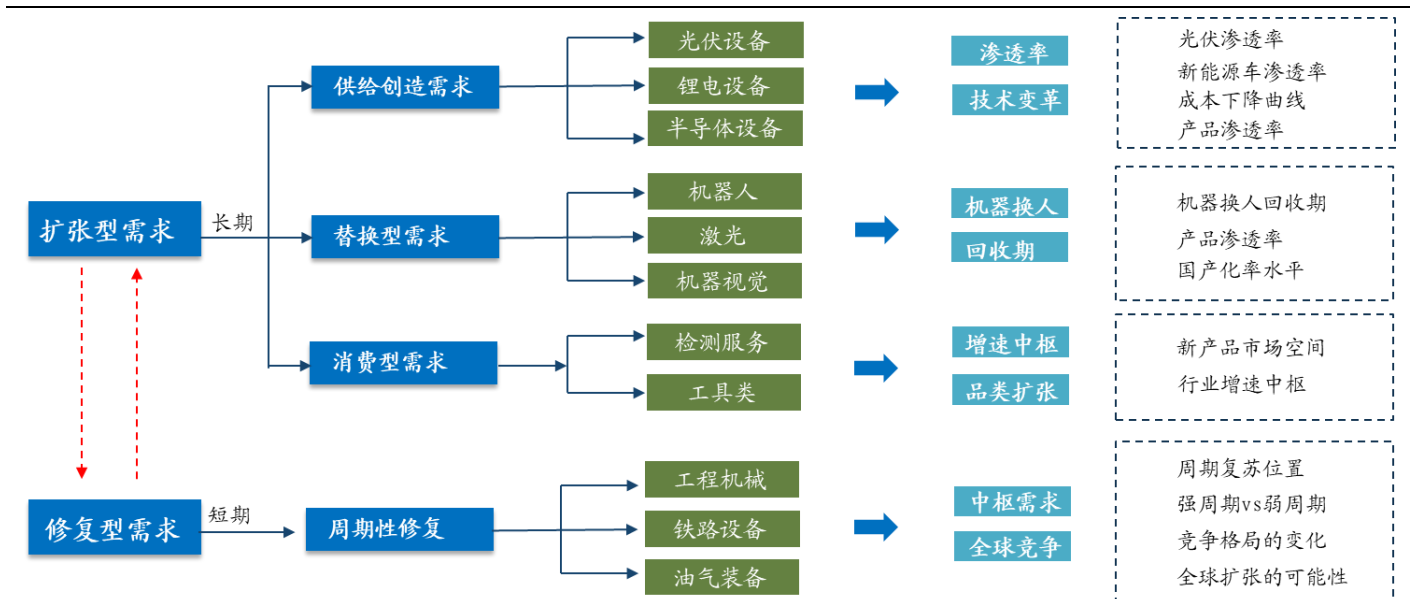 扩张型需求
长期
供给创造需求
光伏设备
锂电设备
半导体设备
渗透率
技术变革
光伏渗透率
新能源车渗透率
成本下降曲线
产品渗透率
替换型需求
机器人
激光
机器视觉
机器换人
回收期
机器换人回收期
产品渗透率
国产化率水平
消费型需求
检测服务
工具类
增速中枢
品类扩张
新产品市场空间
行业增速中枢
修复型需求
短期
周期性修复
工程机械
铁路设备
油气装备
中枢需求
全球竞争
周期复苏位置
强周期vs弱周期
竞争格局的变化
全球扩张的可能性